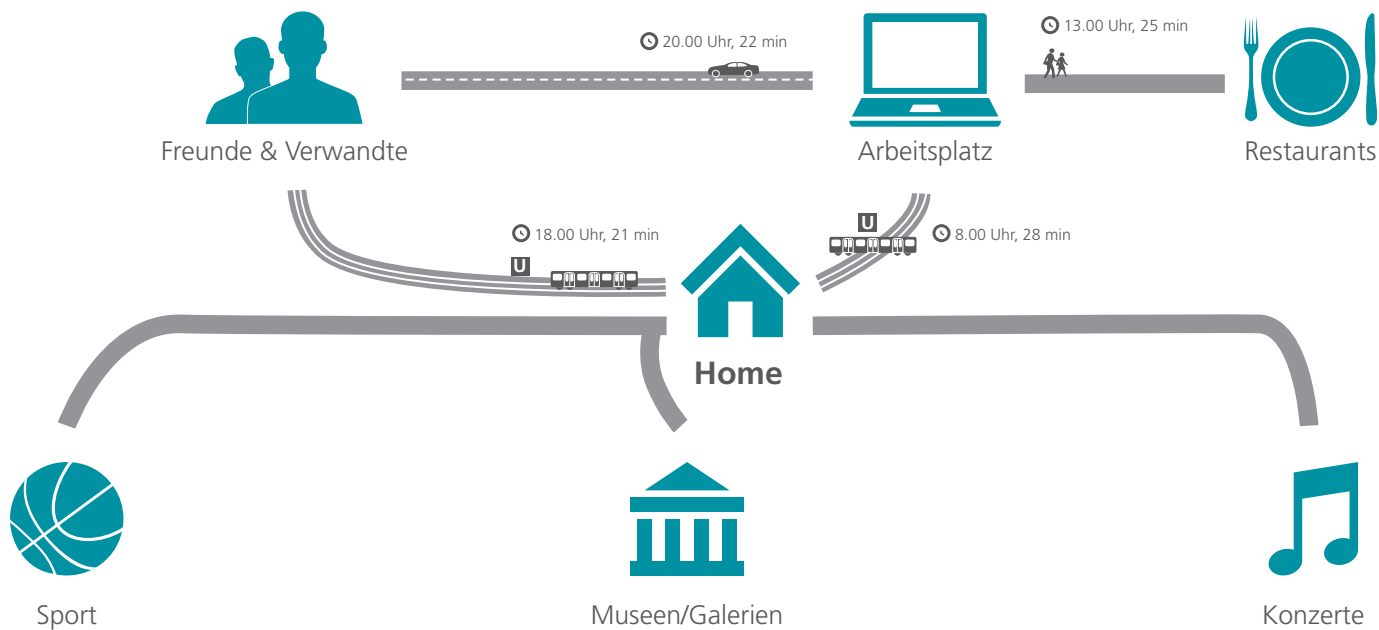 20.00 Uhr, 22 min
13.00 Uhr, 25 min
Freunde & Verwandte
Arbeitsplatz
Restaurants
18.00 Uhr, 21 min
U
U
8.00 Uhr, 28 min
Home
Sport
Museen/Galerien
Konzerte